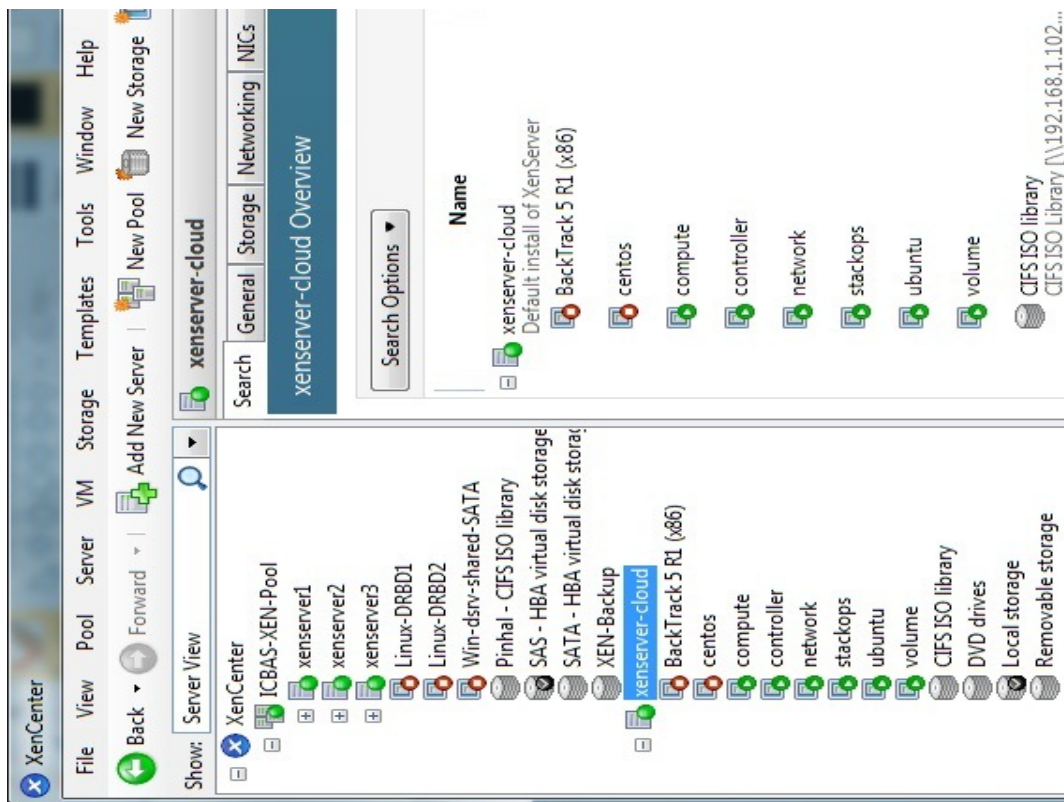 XenCenter
File View Pool Server VM Storage Templates Tools Window Help
Back Forward Add New Server New Pool New Storage
Show: Server View
XenCenter
ICBAS-XEN-Pool
xenserver1
xenserver2
xenserver3
Linux-DRBD1
Linux-DRBD2
Win-dsrv-shared-SATA
Pinhal - CIFS ISO library
SAS - HBA virtual disk storage
SATA - HBA virtual disk storag
XEN-Backup
xenserver-cloud
BackTrack 5 R1 (x86)
centos
compute
controller
network
stackops
ubuntu
volume
CIFS ISO library
DVD drives
Local storage
Removable storage
xenserver-cloud
Search General Storage Networking NICs
xenserver-cloud Overview
Search Options
Name
xenserver-cloud
Default install of XenServer
BackTrack 5 R1 (x86)
centos
compute
controller
network
stackops
ubuntu
volume
CIFS ISO library
CIFS ISO Library [\\192.168.1.102...